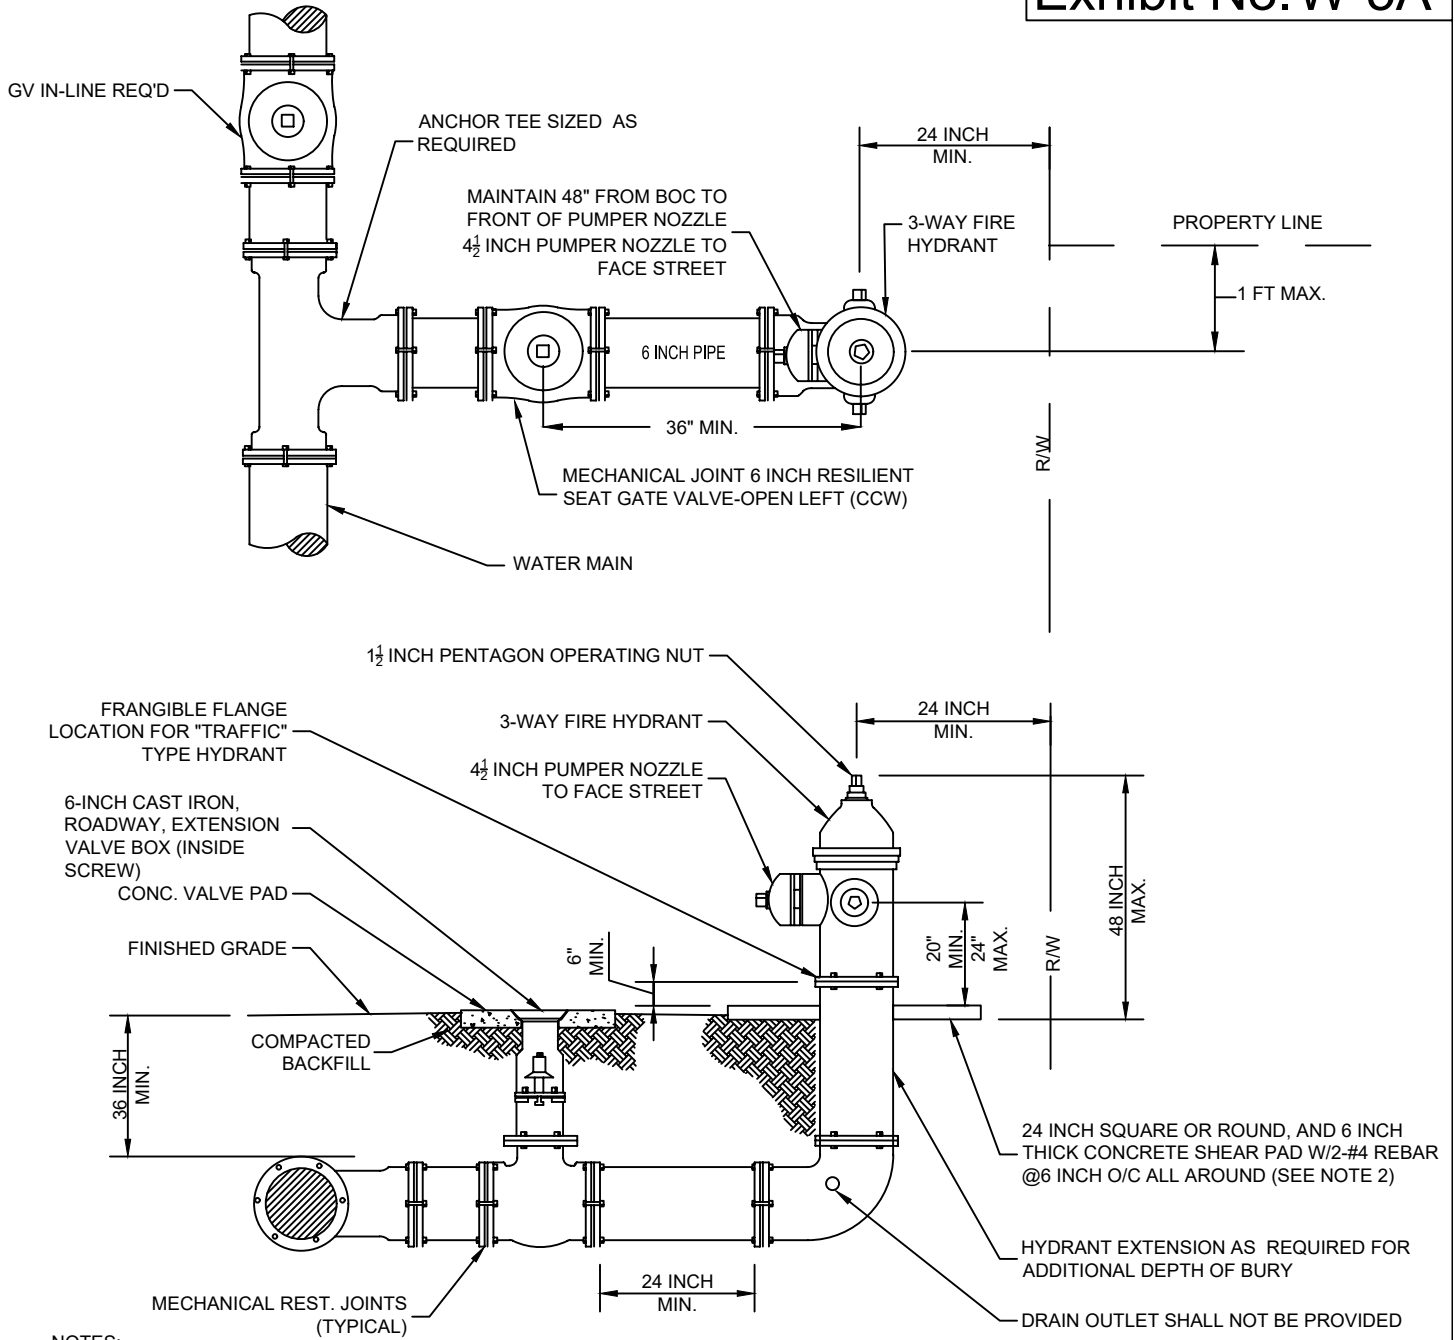 Exhibit No. W-8A
GV IN-LINE REQ'D
ANCHOR TEE SIZED AS
REQUIRED
24 INCH
MIN.
MAINTAIN 48" FROM BOC TO
FRONT OF PUMPER NOZZLE
4½ INCH PUMPER NOZZLE TO
FACE STREET
3-WAY FIRE
HYDRANT
PROPERTY LINE
1 FT MAX.
6 INCH PIPE
36" MIN.
R/W
MECHANICAL JOINT 6 INCH RESILIENT
SEAT GATE VALVE-OPEN LEFT (CCW)
WATER MAIN
1½ INCH PENTAGON OPERATING NUT
FRANGIBLE FLANGE
LOCATION FOR "TRAFFIC"
TYPE HYDRANT
3-WAY FIRE HYDRANT
24 INCH
MIN.
4½ INCH PUMPER NOZZLE
TO FACE STREET
6-INCH CAST IRON,
ROADWAY, EXTENSION
VALVE BOX (INSIDE
SCREW)
CONC. VALVE PAD
FINISHED GRADE
6"
MIN.
20"
MIN.
24"
MAX.
R/W
48 INCH
MAX.
COMPACTED
BACKFILL
36 INCH
MIN.
24 INCH SQUARE OR ROUND, AND 6 INCH
THICK CONCRETE SHEAR PAD W/2-#4 REBAR
@6 INCH O/C ALL AROUND (SEE NOTE 2)
HYDRANT EXTENSION AS REQUIRED FOR
ADDITIONAL DEPTH OF BURY
24 INCH
MIN.
MECHANICAL REST. JOINTS
(TYPICAL)
DRAIN OUTLET SHALL NOT BE PROVIDED
NOTES: